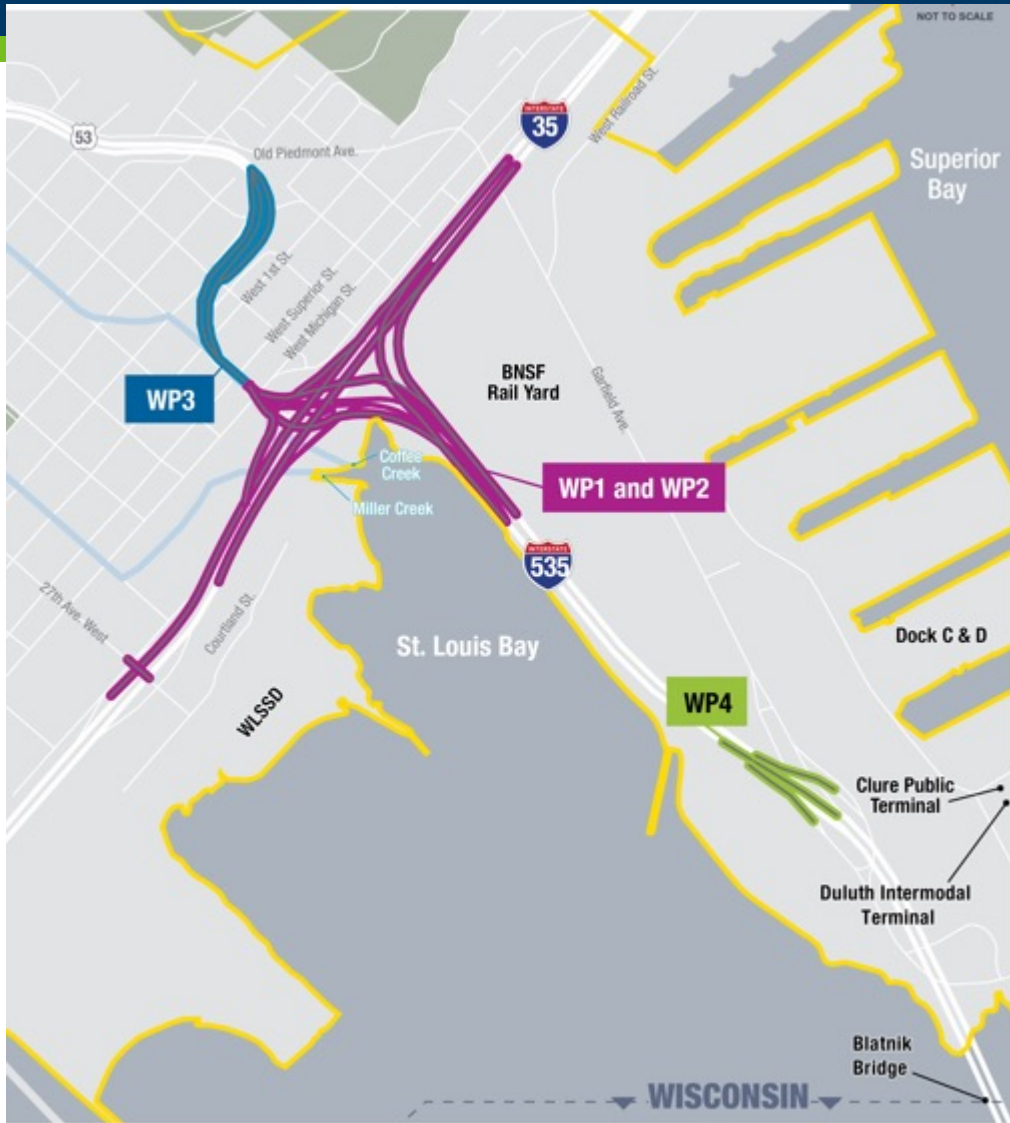 NOT TO SCALE
INTERSTATE
35
West Railroad St.
53
Old Piedmont Ave.
Superior
Bay
West 1st St.
West Superior St.
West Michigan St.
BNSF
Rail Yard
Garfield Ave.
WP3
Coffee
Creek
WP1 and WP2
Miller Creek
INTERSTATE
535
27th Ave. West
Courtland St.
St. Louis Bay
Dock C & D
WLSSD
WP4
Clure Public
Terminal
Duluth Intermodal
Terminal
Blatnik
Bridge
WISCONSIN